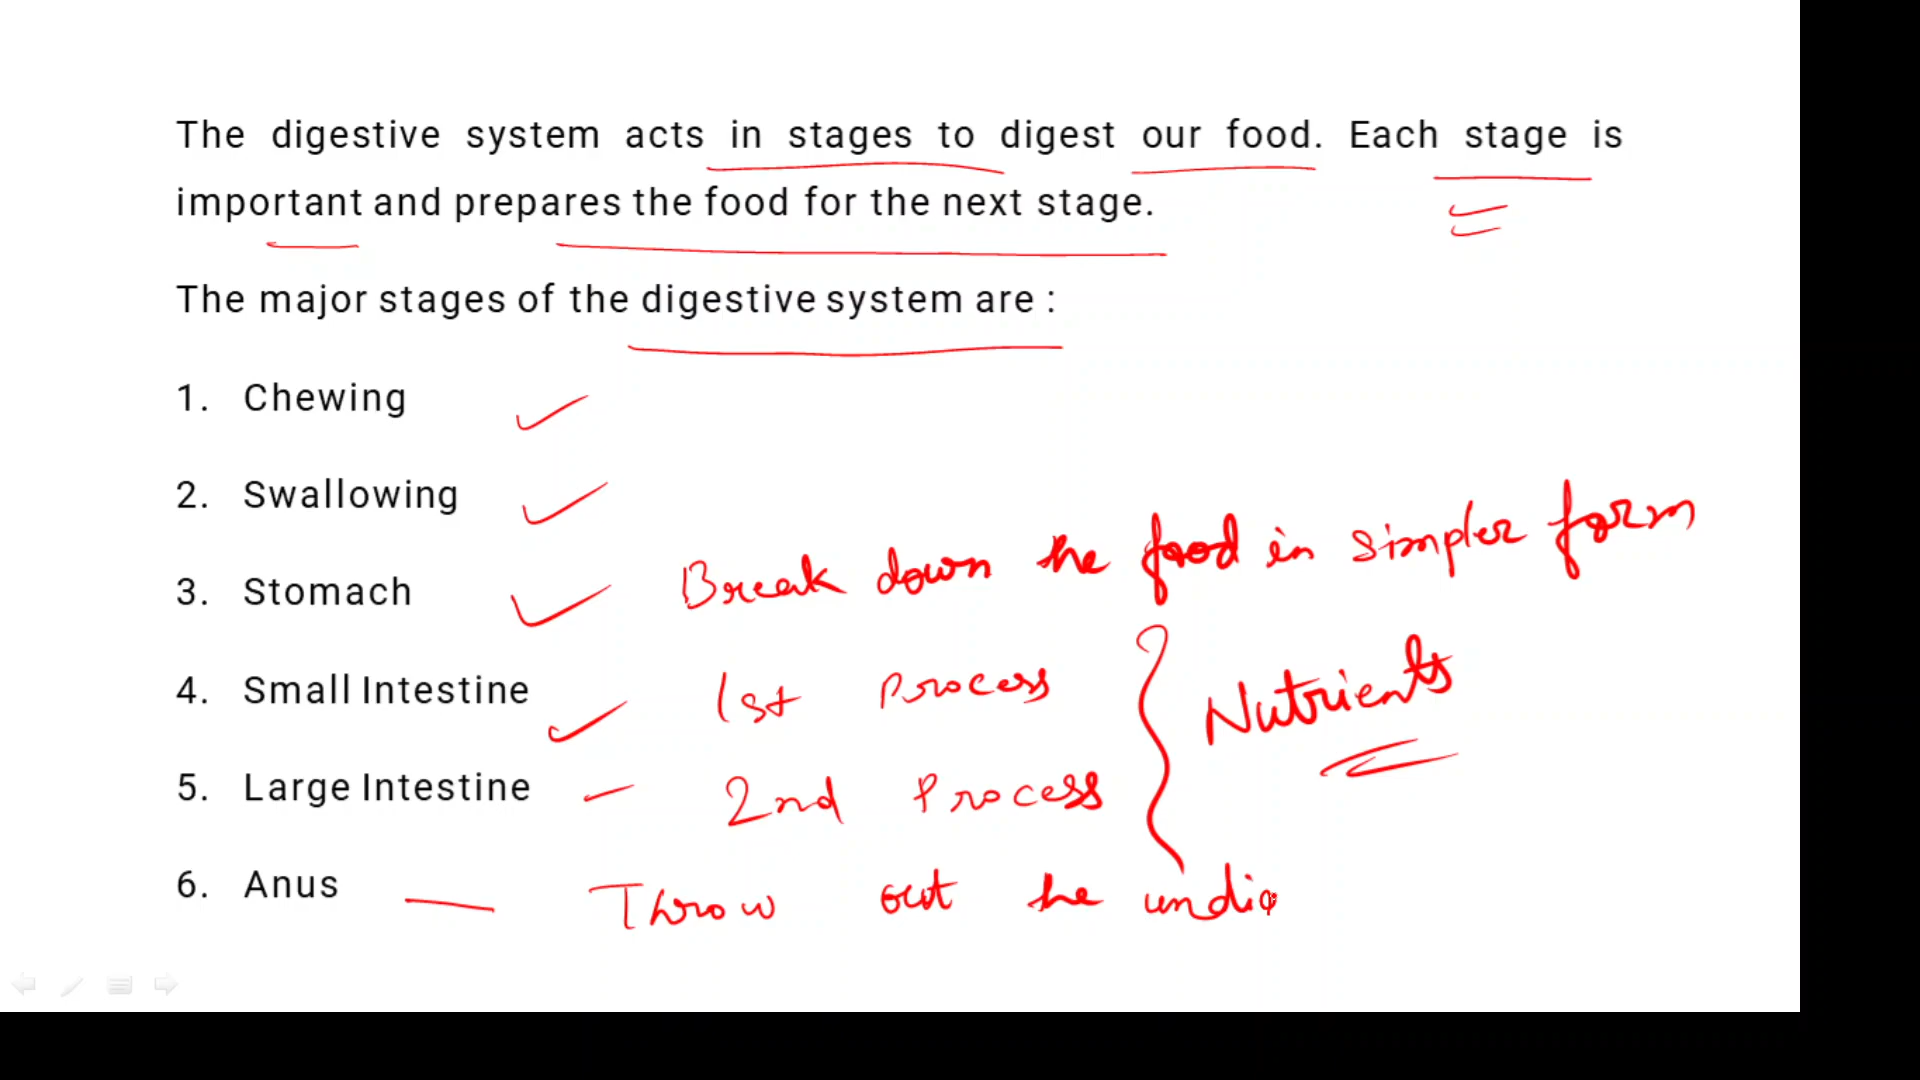 The digestive system acts in stages to digest our food. Each stage is
important and prepares the food for the next stage.
The major stages of the digestive system are :
1. Chewing
2. Swallowing
3. Stomach Break down the food in simpler form
4. Small Intestine 1st Process
Nutrients
5. Large Intestine 2nd Process
6. Anus Throw out the undig